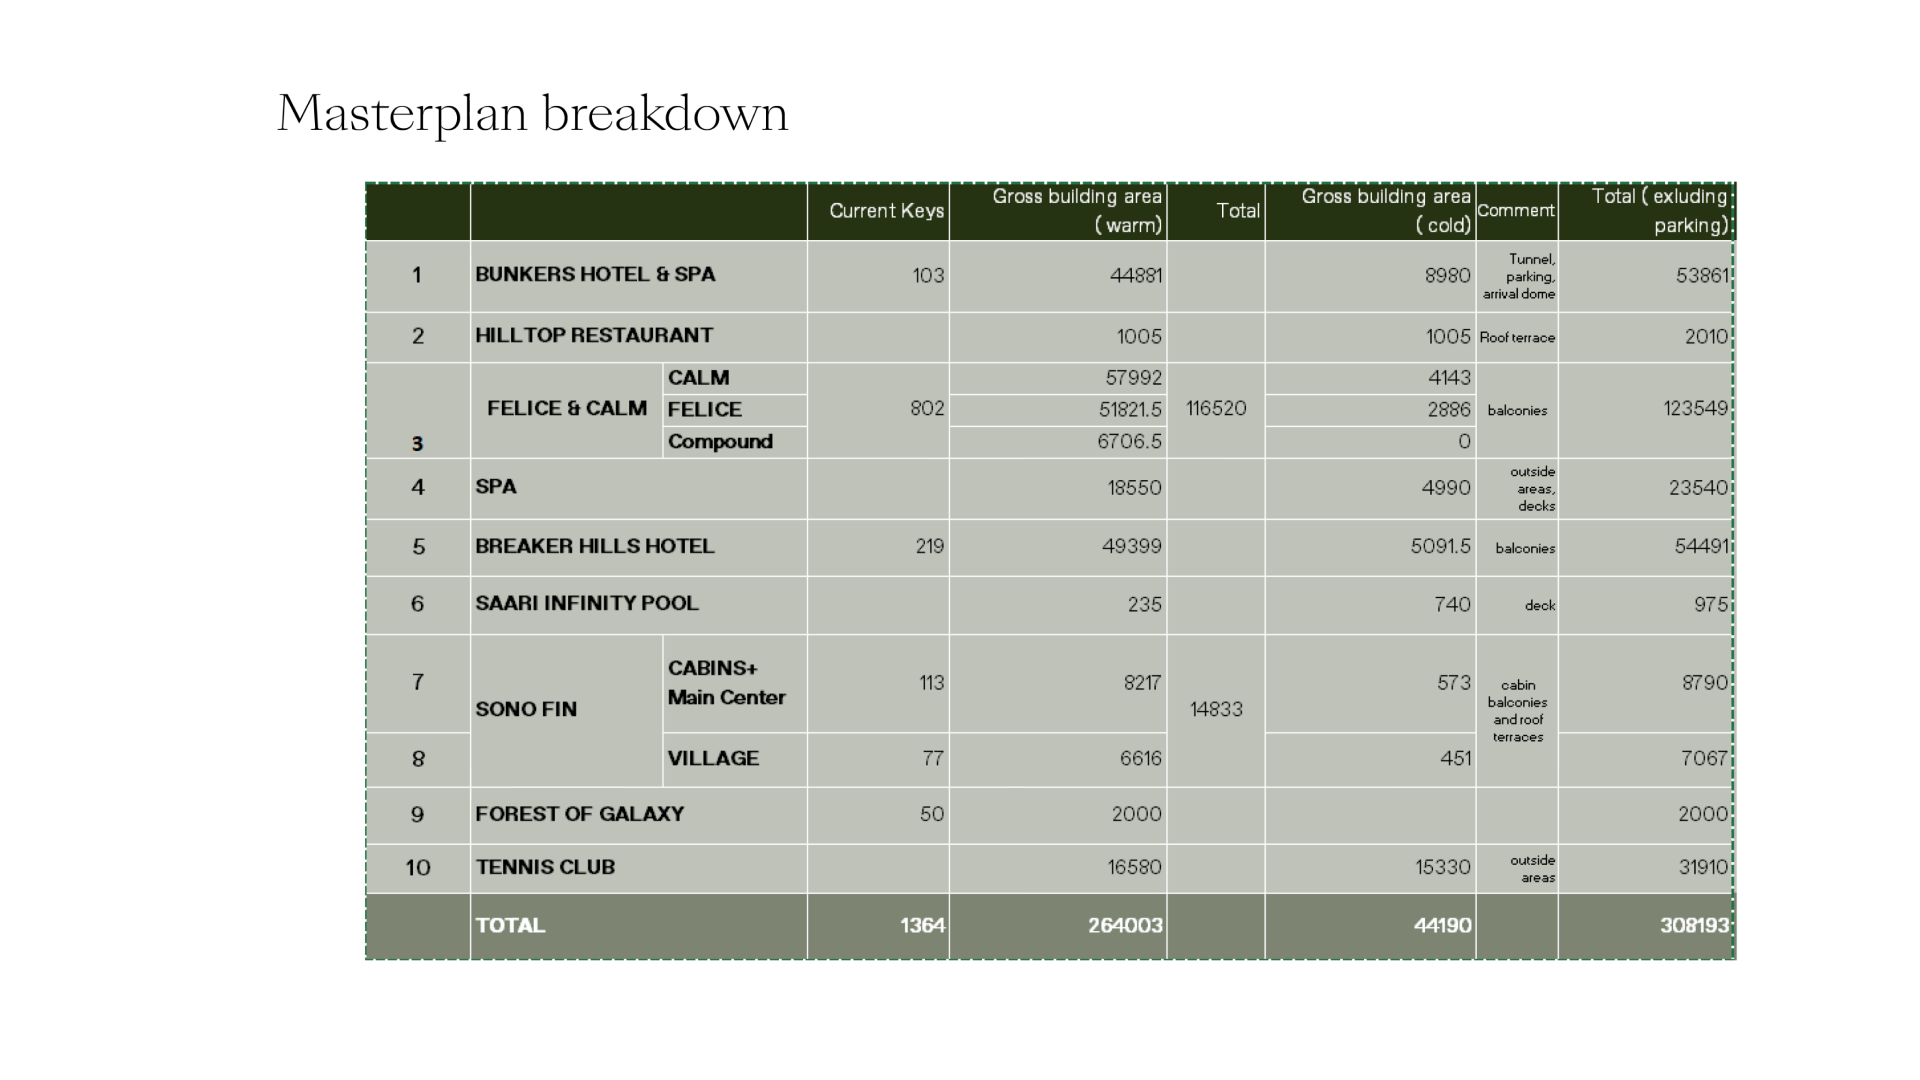 Masterplan breakdown
Current Keys Gross building area ( warm) Total Gross building area ( cold) Comment Total ( exluding parking)
1 BUNKERS HOTEL & SPA 103 44881 8980 Tunnel, parking, arrival dome 53861
2 HILLTOP RESTAURANT 1005 1005 Roof terrace 2010
3 FELICE & CALM CALM 802 57992 116520 4143 balconies 123549
FELICE 51821.5 2886
Compound 6706.5 0
4 SPA 18550 4990 outside areas, decks 23540
5 BREAKER HILLS HOTEL 219 49399 5091.5 balconies 54491
6 SAARI INFINITY POOL 235 740 deck 975
7 SONO FIN CABINS+ Main Center 113 8217 14833 573 cabin balconies and roof terraces 8790
8 VILLAGE 77 6616 451 7067
9 FOREST OF GALAXY 50 2000 2000
10 TENNIS CLUB 16580 15330 outside areas 31910
TOTAL 1364 264003 44190 308193